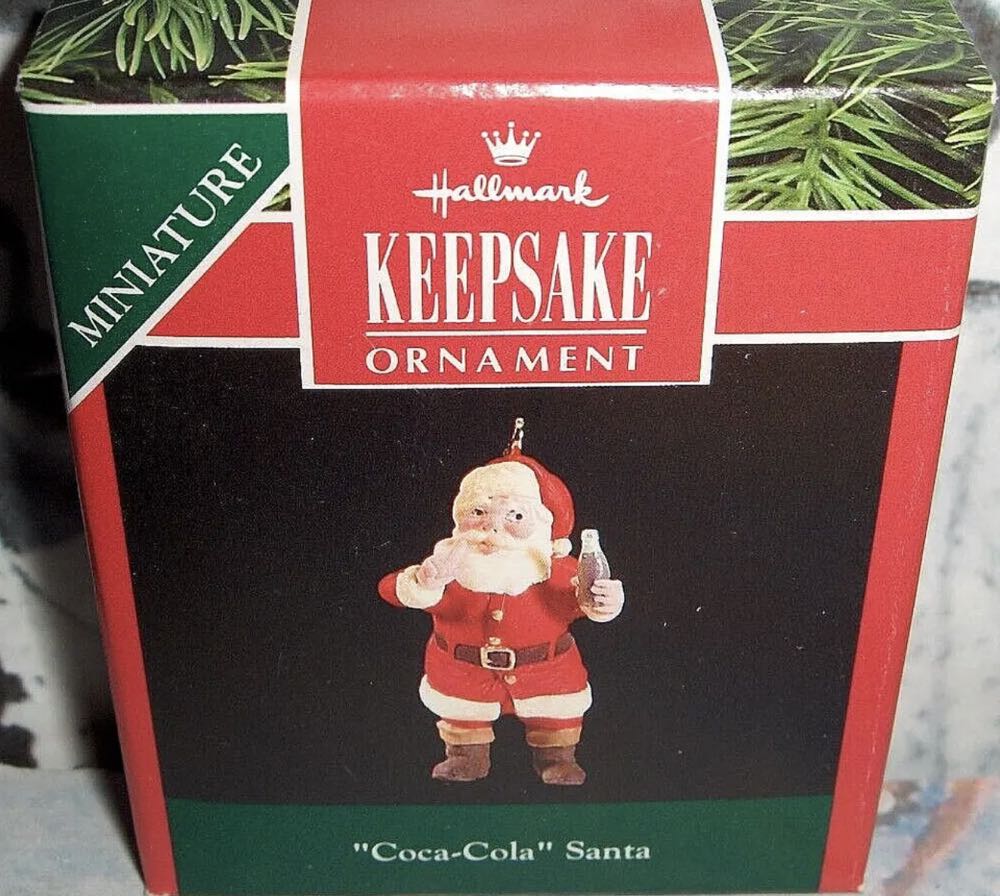 MINIATURE
Hallmark
KEEPSAKE
ORNAMENT
"Coca-Cola" Santa